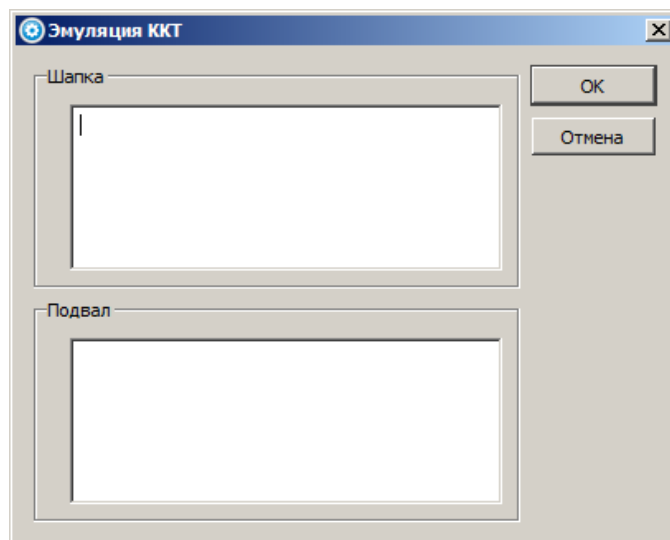 Эмуляция ККТ
Шапка
OK
Отмена
Подвал